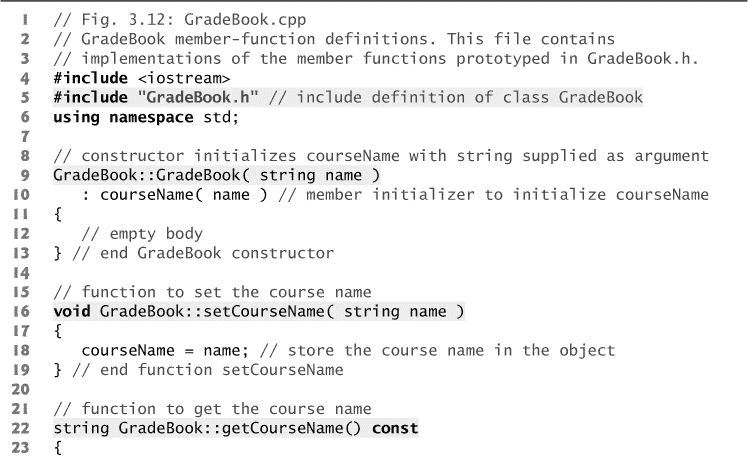 1 // Fig. 3.12: GradeBook.cpp
2 // GradeBook member-function definitions. This file contains
3 // implementations of the member functions prototyped in GradeBook.h.
4 #include <iostream>
5 #include "GradeBook.h" // include definition of class GradeBook
6 using namespace std;
7
8 // constructor initializes courseName with string supplied as argument
9 GradeBook::GradeBook( string name )
10    : courseName( name ) // member initializer to initialize courseName
11 {
12    // empty body
13 } // end GradeBook constructor
14
15 // function to set the course name
16 void GradeBook::setCourseName( string name )
17 {
18    courseName = name; // store the course name in the object
19 } // end function setCourseName
20
21 // function to get the course name
22 string GradeBook::getCourseName() const
23 {